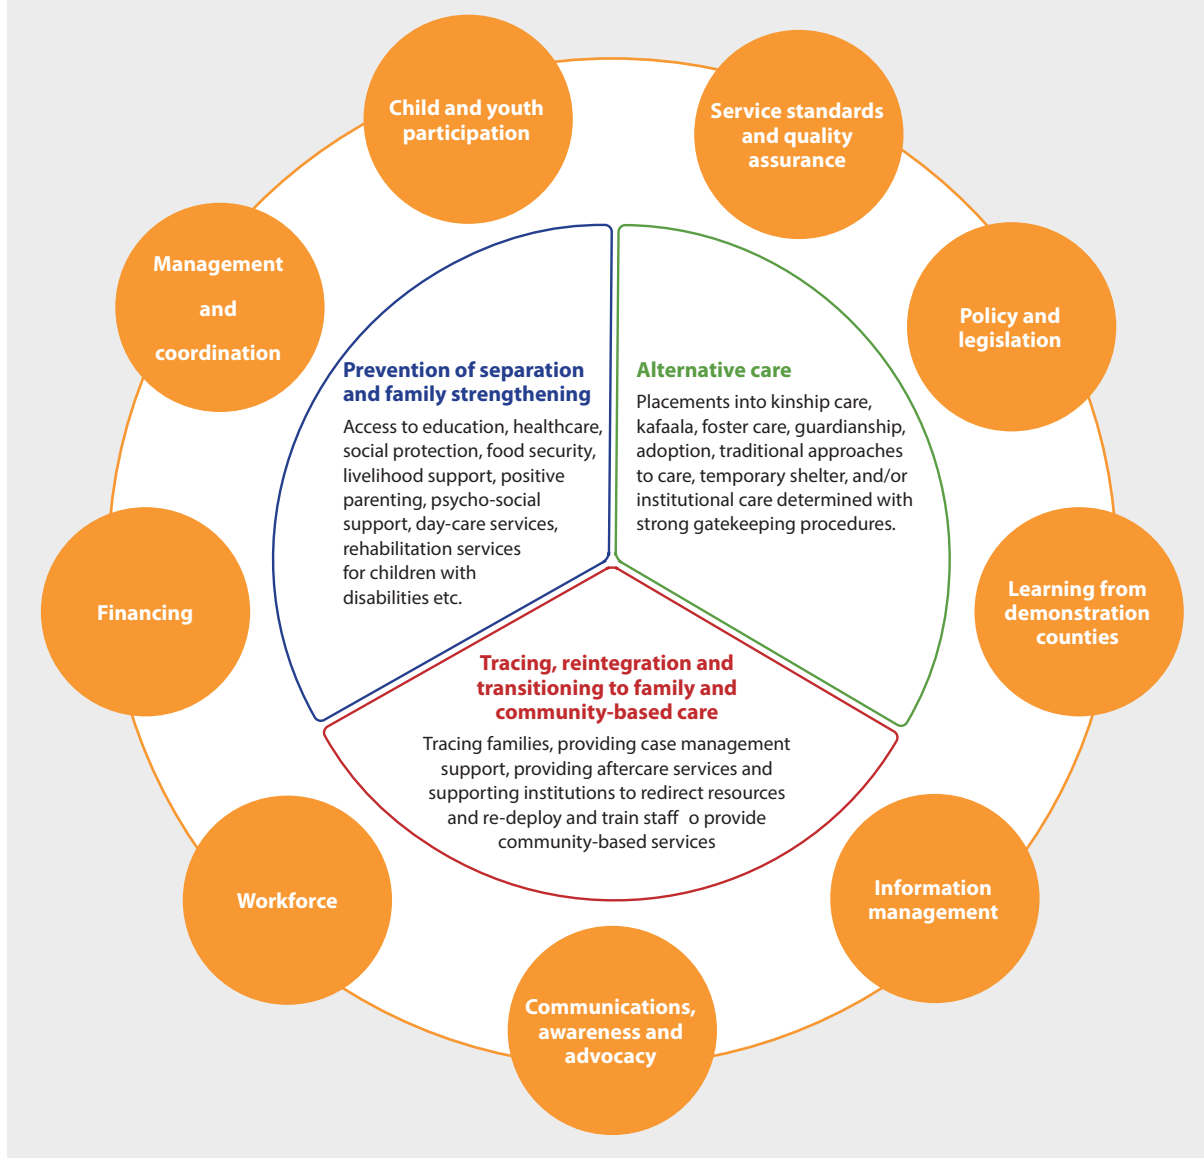 Child and youth
participation
Service standards
and quality
assurance
Management
and
coordination
Policy and
legislation
Prevention of separation
and family strengthening
Access to education, healthcare,
social protection, food security,
livelihood support, positive
parenting, psycho-social
support, day-care services,
rehabilitation services
for children with
disabilities etc.
Alternative care
Placements into kinship care,
kafaala, foster care, guardianship,
adoption, traditional approaches
to care, temporary shelter, and/or
institutional care determined with
strong gatekeeping procedures.
Financing
Learning from
demonstration
counties
Tracing, reintegration and
transitioning to family and
community-based care
Tracing families, providing case management
support, providing aftercare services and
supporting institutions to redirect resources
and re-deploy and train staff o provide
community-based services
Workforce
Information
management
Communications,
awareness and
advocacy